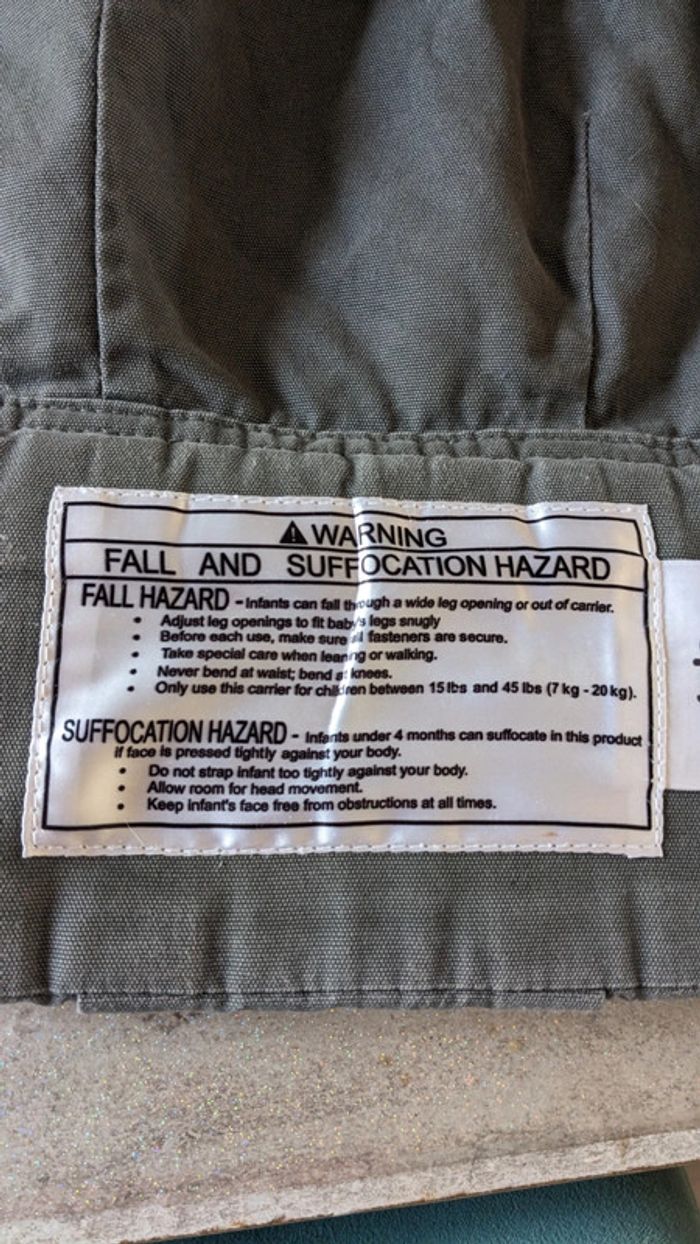 WARNING
FALL AND SUFFOCATION HAZARD
FALL HAZARD - Infants can fall through a wide leg opening or out of carrier.
• Adjust leg openings to fit baby's legs snugly
• Before each use, make sure all fasteners are secure.
• Take special care when leaning or walking.
• Never bend at waist; bend at knees.
• Only use this carrier for children between 15 lbs and 45 lbs (7 kg - 20 kg).
SUFFOCATION HAZARD - Infants under 4 months can suffocate in this product
if face is pressed tightly against your body.
• Do not strap infant too tightly against your body.
• Allow room for head movement.
• Keep infant's face free from obstructions at all times.